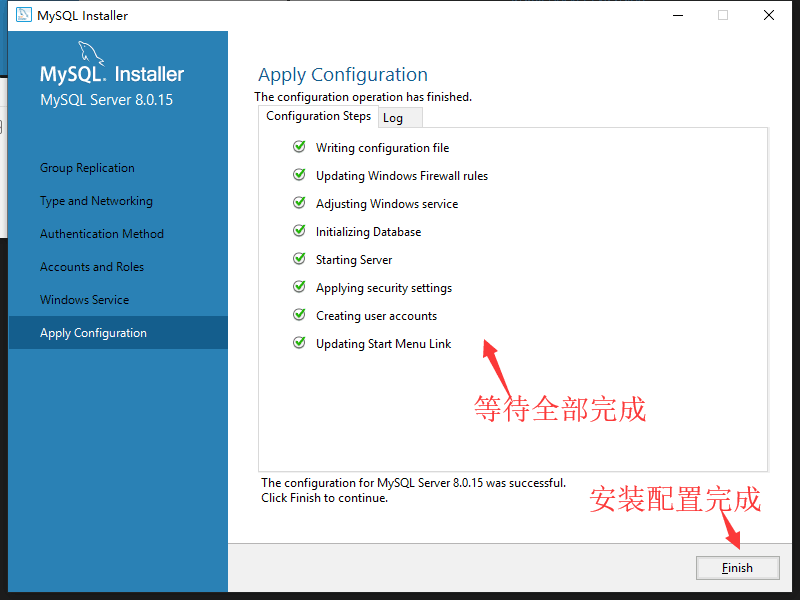 MySQL Installer
MySQL. Installer
MySQL Server 8.0.15
Group Replication
Type and Networking
Authentication Method
Accounts and Roles
Windows Service
Apply Configuration
Apply Configuration
The configuration operation has finished.
Configuration Steps Log
Writing configuration file
Updating Windows Firewall rules
Adjusting Windows service
Initializing Database
Starting Server
Applying security settings
Creating user accounts
Updating Start Menu Link
等待全部完成
The configuration for MySQL Server 8.0.15 was successful.
Click Finish to continue.
安装配置完成
Finish